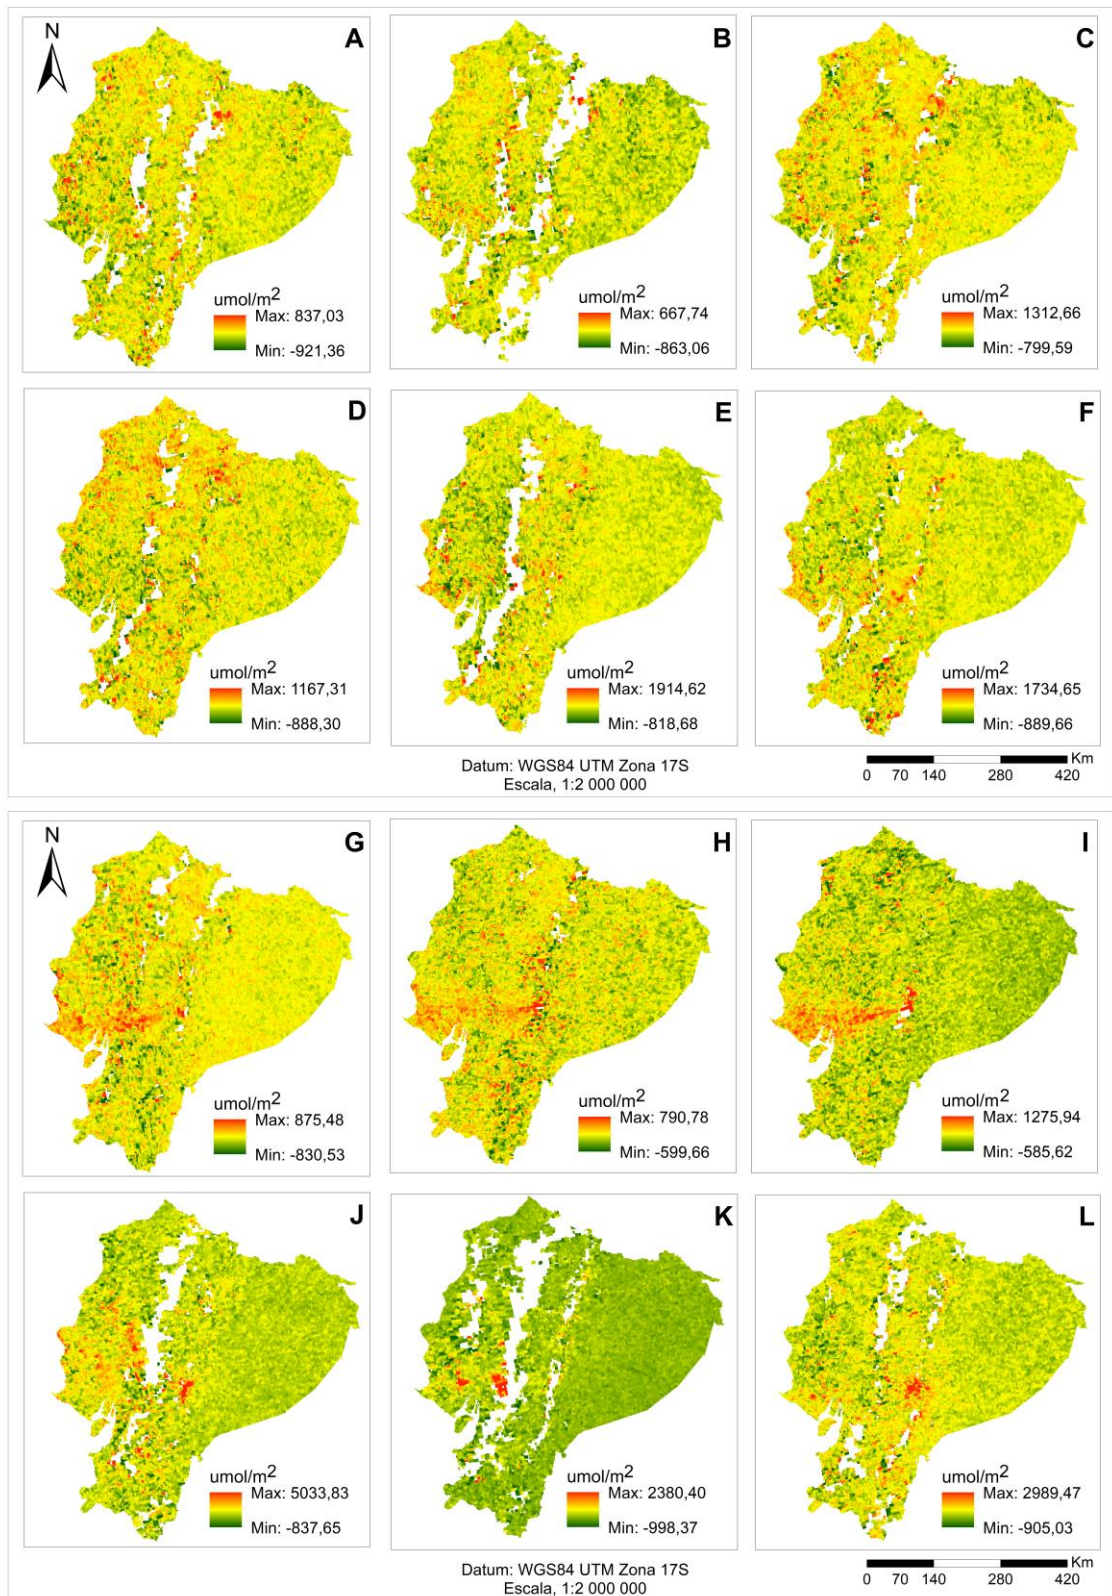 N
A
B
C
umol/m2
Max: 837,03
Min: -921,36
umol/m2
Max: 667,74
Min: -863,06
umol/m2
Max: 1312,66
Min: -799,59
D
E
F
umol/m2
Max: 1167,31
Min: -888,30
umol/m2
Max: 1914,62
Min: -818,68
umol/m2
Max: 1734,65
Min: -889,66
Datum: WGS84 UTM Zona 17S
Escala, 1:2 000 000
Km
0 70 140 280 420
N
G
H
I
umol/m2
Max: 875,48
Min: -830,53
umol/m2
Max: 790,78
Min: -599,66
umol/m2
Max: 1275,94
Min: -585,62
J
K
L
umol/m2
Max: 5033,83
Min: -837,65
umol/m2
Max: 2380,40
Min: -998,37
umol/m2
Max: 2989,47
Min: -905,03
Datum: WGS84 UTM Zona 17S
Escala, 1:2 000 000
Km
0 70 140 280 420